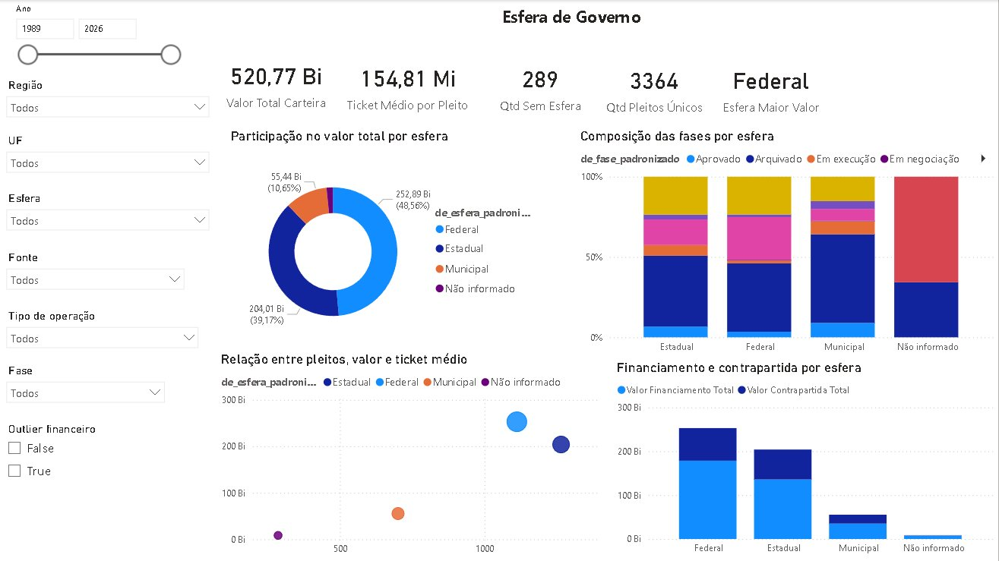 Ano
1989
2026
Região
Todos
UF
Todos
Esfera
Todos
Fonte
Todos
Tipo de operação
Todos
Fase
Todos
Outlier financeiro
False
True
Esfera de Governo
520,77 Bi
Valor Total Carteira
154,81 Mi
Ticket Médio por Pleito
289
Qtd Sem Esfera
3364
Qtd Pleitos Únicos
Federal
Esfera Maior Valor
Participação no valor total por esfera
55,44 Bi
(10,65%)
252,89 Bi
(48,56%)
204,01 Bi
(39,17%)
de_esfera_padroni...
Federal
Estadual
Municipal
Não informado
Composição das fases por esfera
de_fase_padronizado Aprovado Arquivado Em execução Em negociação
100%
50%
0%
Estadual Federal Municipal Não informado
Relação entre pleitos, valor e ticket médio
de_esfera_padroni... Estadual Federal Municipal Não informado
300 Bi
200 Bi
100 Bi
0 Bi
500 1000
Financiamento e contrapartida por esfera
Valor Financiamento Total Valor Contrapartida Total
300 Bi
200 Bi
100 Bi
0 Bi
Federal Estadual Municipal Não informado